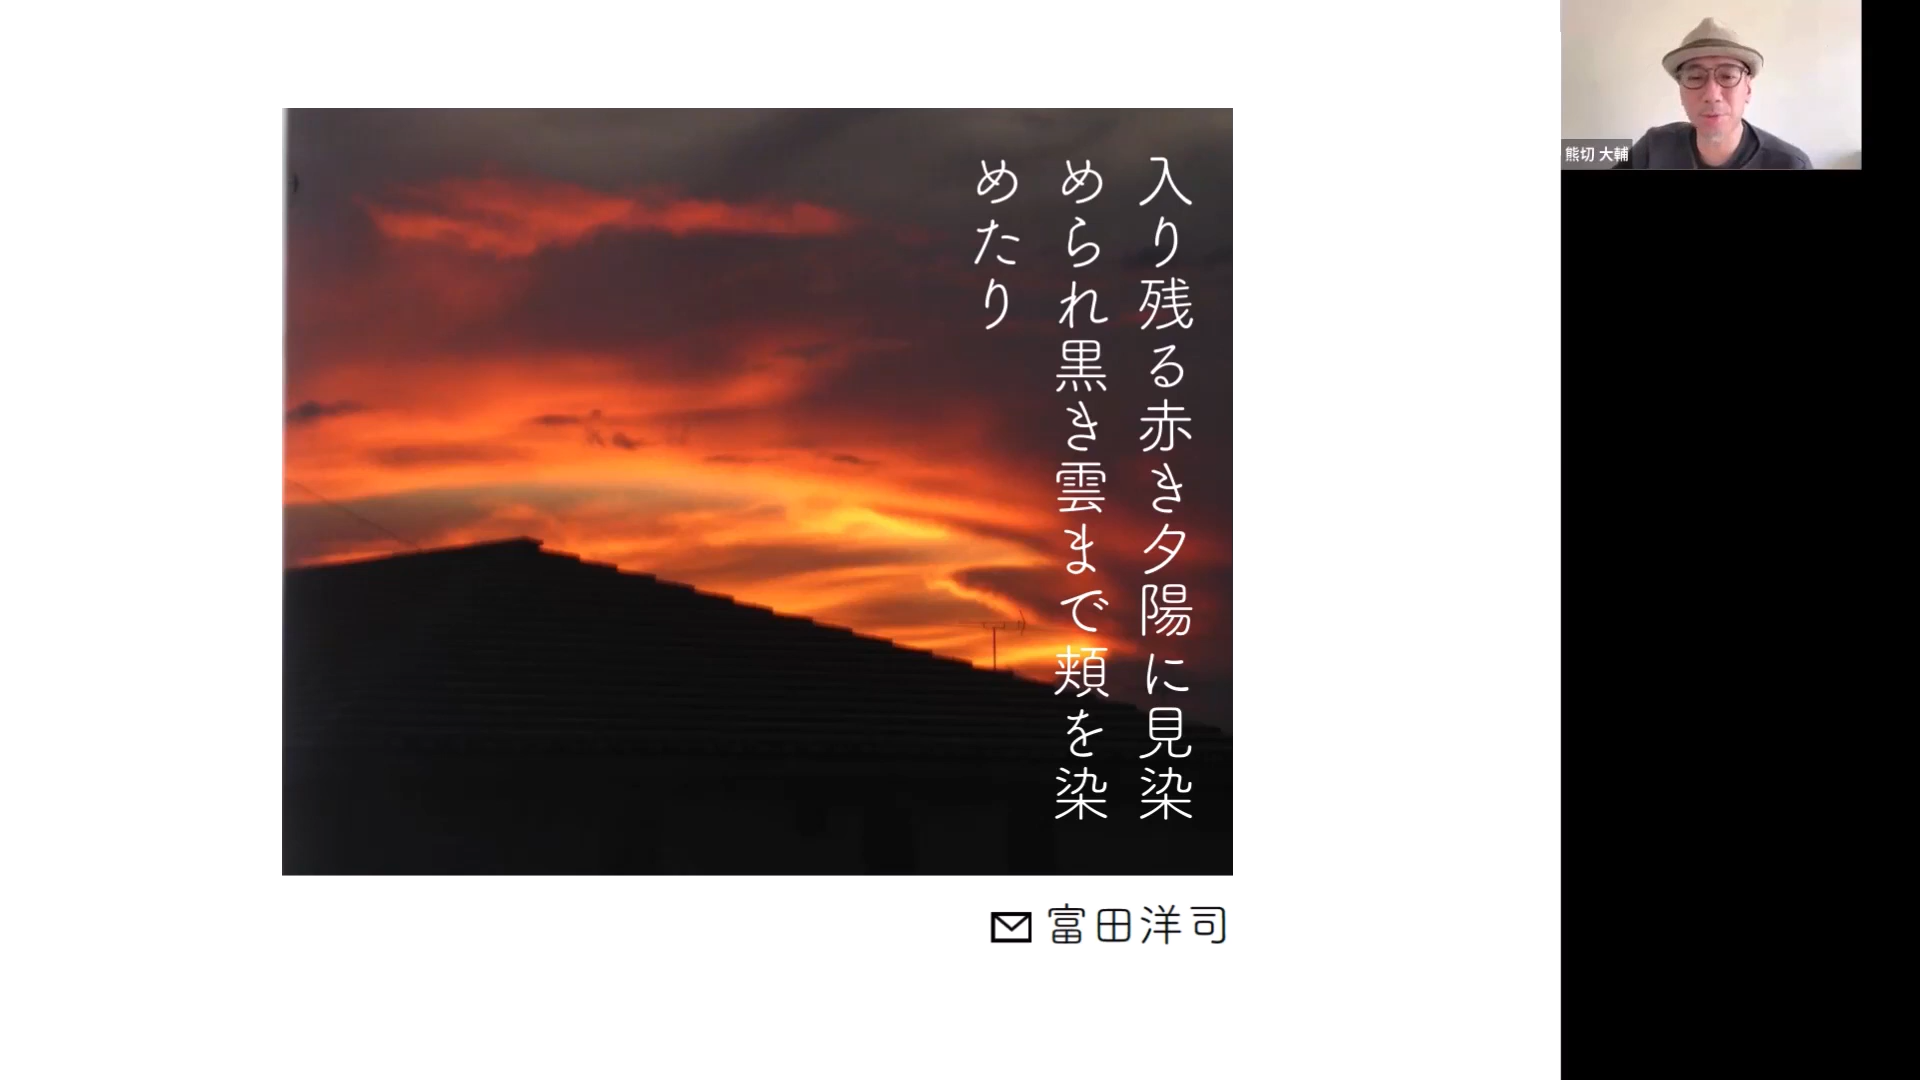 入り残る赤き夕陽に見染
められ黒き雲まで頬を染
めたり
富田洋司
熊切 大輔